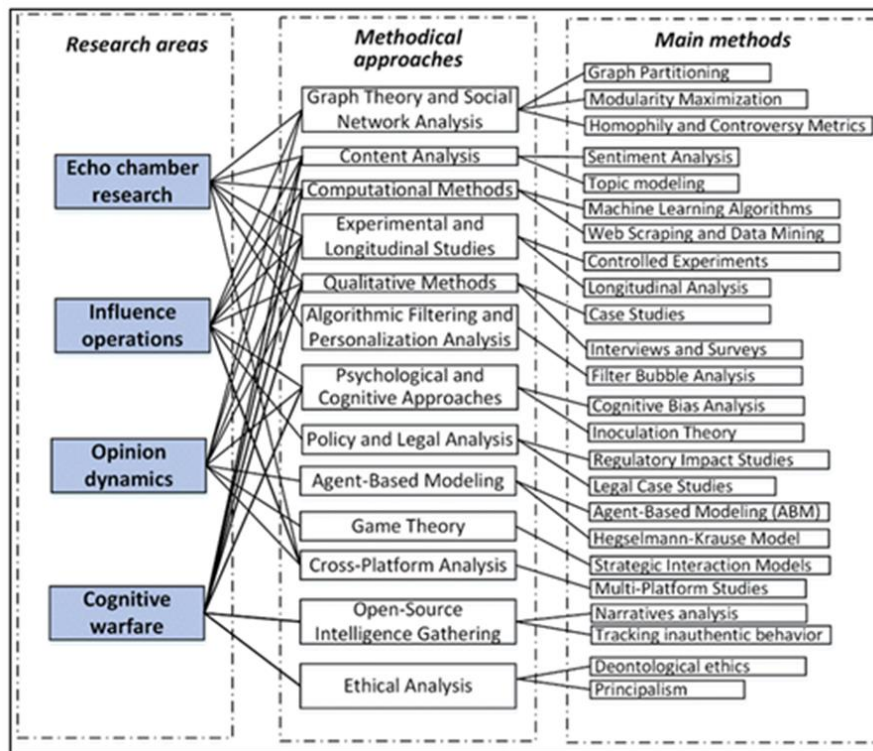 Research areas
Echo chamber
research
Influence
operations
Opinion
dynamics
Cognitive
warfare
Methodical
approaches
Graph Theory and Social
Network Analysis
Content Analysis
Computational Methods
Experimental and
Longitudinal Studies
Qualitative Methods
Algorithmic Filtering and
Personalization Analysis
Psychological and
Cognitive Approaches
Policy and Legal Analysis
Agent-Based Modeling
Game Theory
Cross-Platform Analysis
Open-Source
Intelligence Gathering
Ethical Analysis
Main methods
Graph Partitioning
Modularity Maximization
Homophily and Controversy Metrics
Sentiment Analysis
Topic modeling
Machine Learning Algorithms
Web Scraping and Data Mining
Controlled Experiments
Longitudinal Analysis
Case Studies
Interviews and Surveys
Filter Bubble Analysis
Cognitive Bias Analysis
Inoculation Theory
Regulatory Impact Studies
Legal Case Studies
Agent-Based Modeling (ABM)
Hegselmann-Krause Model
Strategic Interaction Models
Multi-Platform Studies
Narratives analysis
Tracking inauthentic behavior
Deontological ethics
Principalism